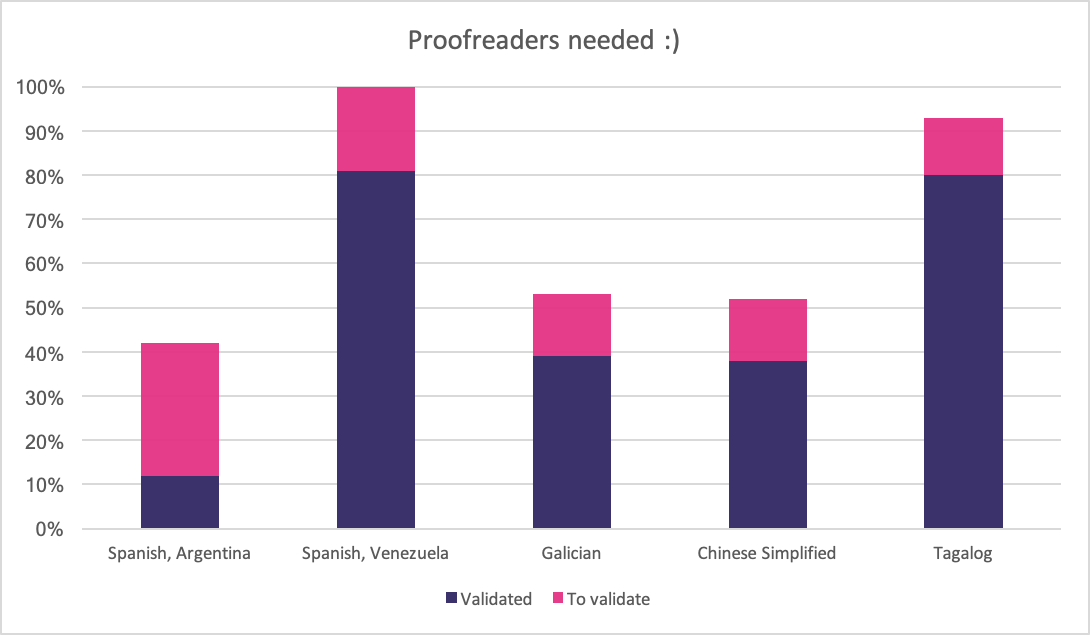 Proofreaders needed :)
100%
90%
80%
70%
60%
50%
40%
30%
20%
10%
0%
Spanish, Argentina
Spanish, Venezuela
Galician
Chinese Simplified
Tagalog
Validated
To validate